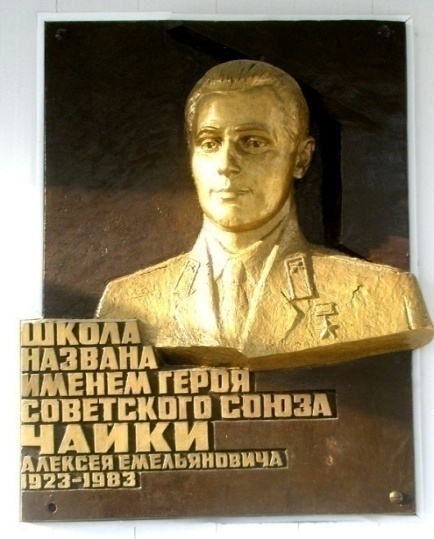 ШКОЛА
НАЗВАНА
ИМЕНЕМ ГЕРОЯ
СОВЕТСКОГО СОЮЗА
ЧАЙКИ
АЛЕКСЕЯ ЕМЕЛЬЯНОВИЧА
1923-1983